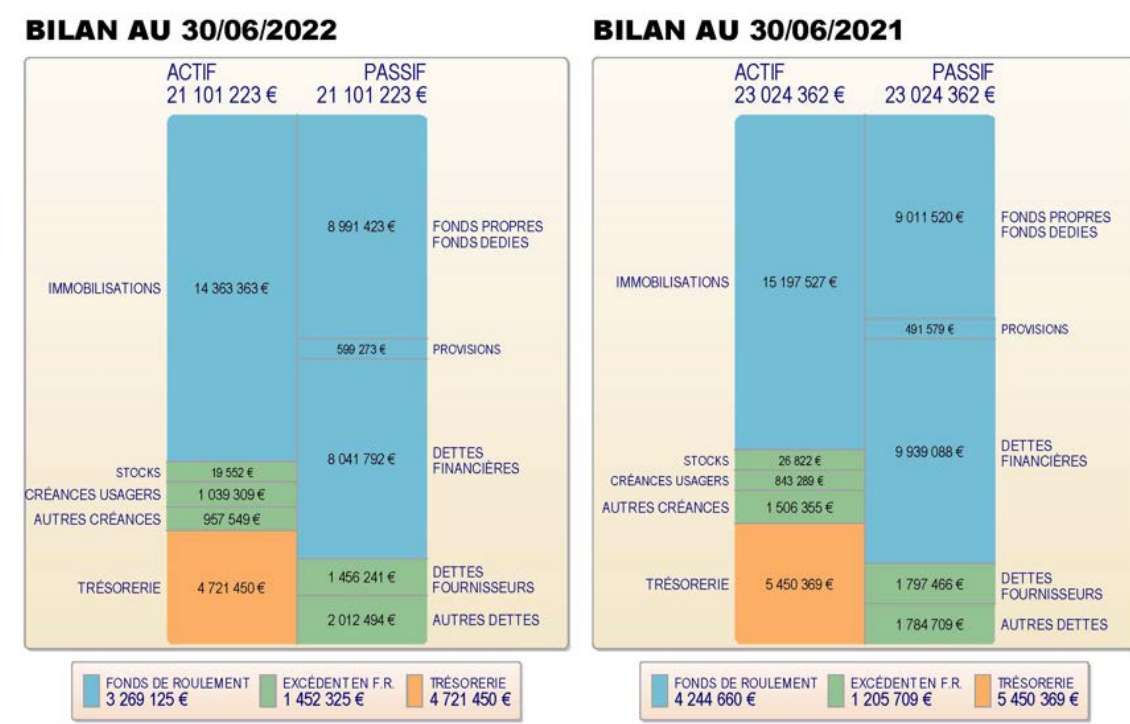 BILAN AU 30/06/2022
ACTIF
21 101 223 €
PASSIF
21 101 223 €
IMMOBILISATIONS
14 363 363 €
8 991 423 €
FONDS PROPRES
FONDS DEDIES
599 273 €
PROVISIONS
8 041 792 €
DETTES
FINANCIÈRES
STOCKS
19 552 €
CRÉANCES USAGERS
1 039 309 €
AUTRES CRÉANCES
957 549 €
TRÉSORERIE
4 721 450 €
1 456 241 €
DETTES
FOURNISSEURS
2 012 494 €
AUTRES DETTES
FONDS DE ROULEMENT
3 269 125 €
EXCÉDENT EN F.R.
1 452 325 €
TRÉSORERIE
4 721 450 €
BILAN AU 30/06/2021
ACTIF
23 024 362 €
PASSIF
23 024 362 €
IMMOBILISATIONS
15 197 527 €
9 011 520 €
FONDS PROPRES
FONDS DEDIES
491 579 €
PROVISIONS
9 939 088 €
DETTES
FINANCIÈRES
STOCKS
26 822 €
CRÉANCES USAGERS
843 289 €
AUTRES CRÉANCES
1 506 355 €
TRÉSORERIE
5 450 369 €
1 797 466 €
DETTES
FOURNISSEURS
1 784 709 €
AUTRES DETTES
FONDS DE ROULEMENT
4 244 660 €
EXCÉDENT EN F.R.
1 205 709 €
TRÉSORERIE
5 450 369 €